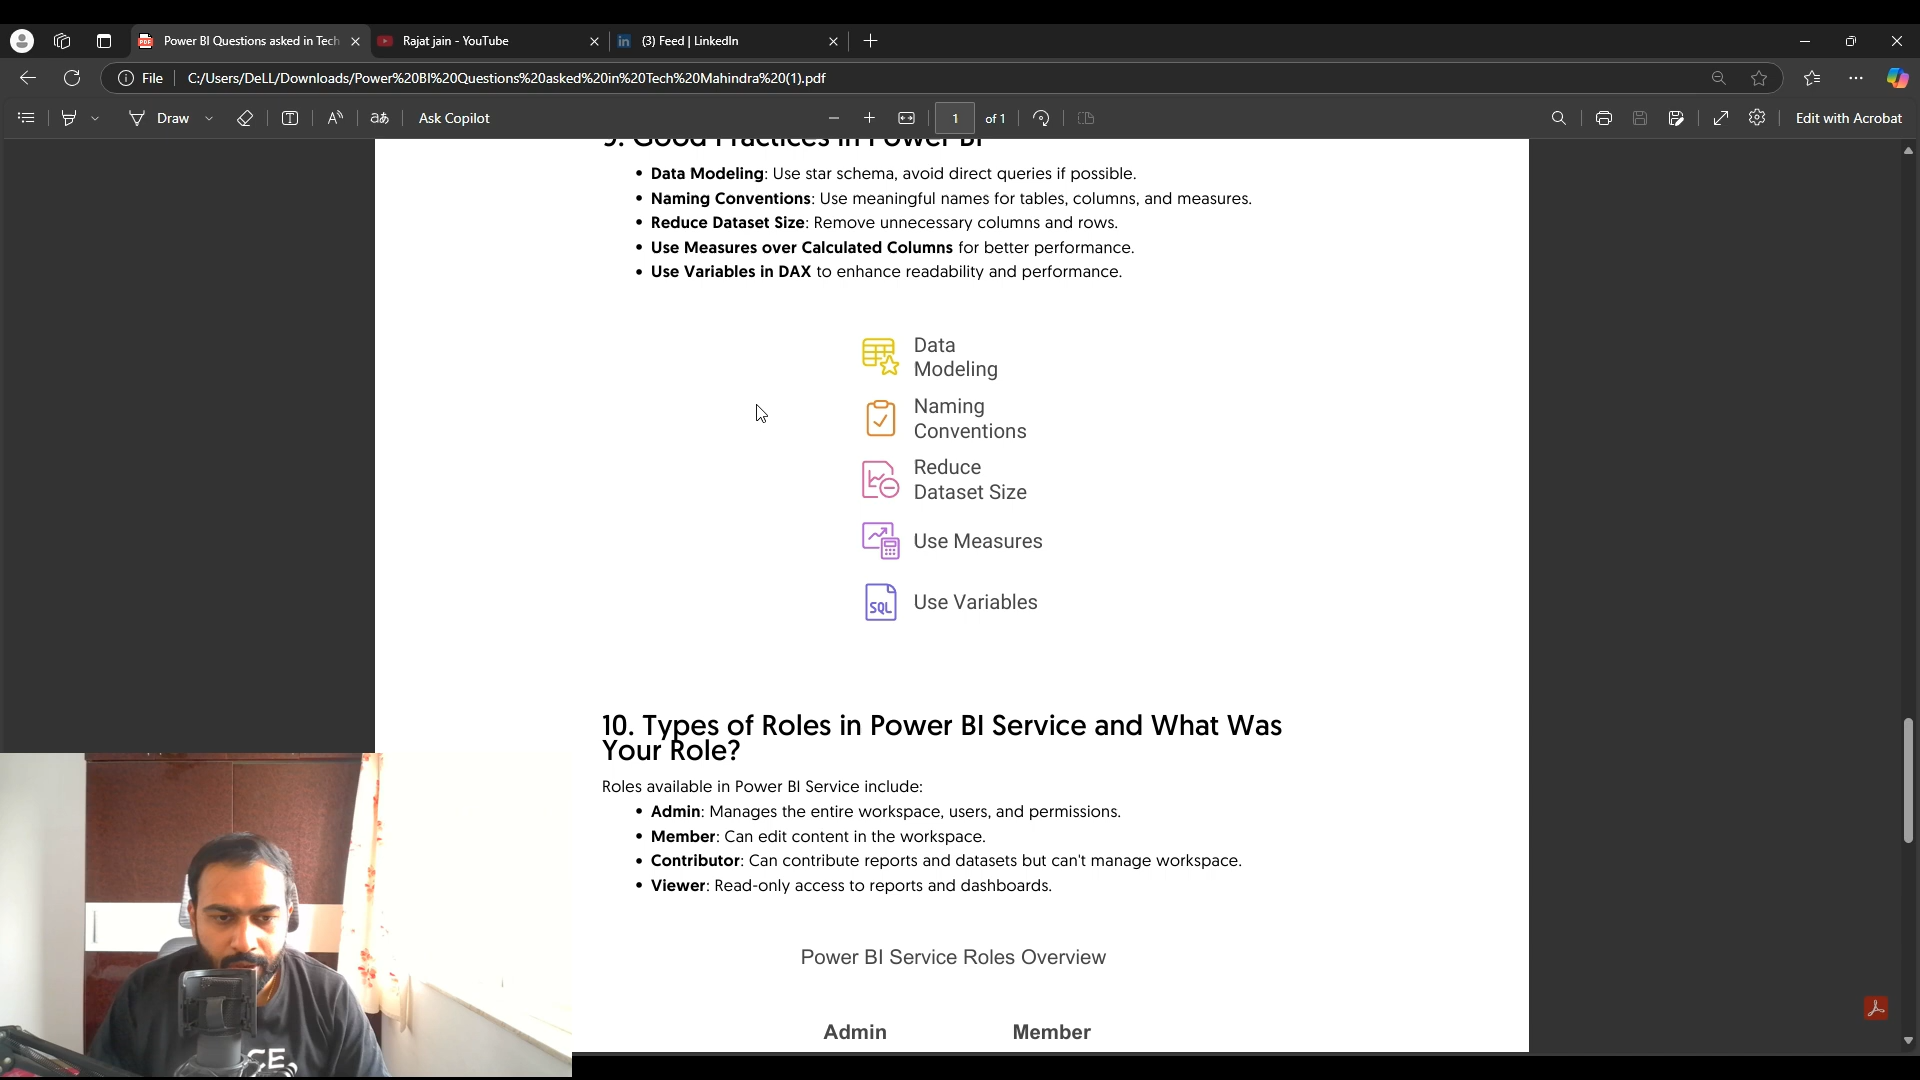 Power BI Questions asked in Tech
Rajat jain - YouTube
(3) Feed | LinkedIn
File
C:/Users/DeLL/Downloads/Power%20BI%20Questions%20asked%20in%20Tech%20Mahindra%20(1).pdf
Draw
Ask Copilot
1
of 1
Edit with Acrobat
9. Good Practices in Power BI
• Data Modeling: Use star schema, avoid direct queries if possible.
• Naming Conventions: Use meaningful names for tables, columns, and measures.
• Reduce Dataset Size: Remove unnecessary columns and rows.
• Use Measures over Calculated Columns for better performance.
• Use Variables in DAX to enhance readability and performance.
Data
Modeling
Naming
Conventions
Reduce
Dataset Size
Use Measures
SQL
Use Variables
10. Types of Roles in Power BI Service and What Was
Your Role?
Roles available in Power BI Service include:
• Admin: Manages the entire workspace, users, and permissions.
• Member: Can edit content in the workspace.
• Contributor: Can contribute reports and datasets but can't manage workspace.
• Viewer: Read-only access to reports and dashboards.
Power BI Service Roles Overview
Admin
Member